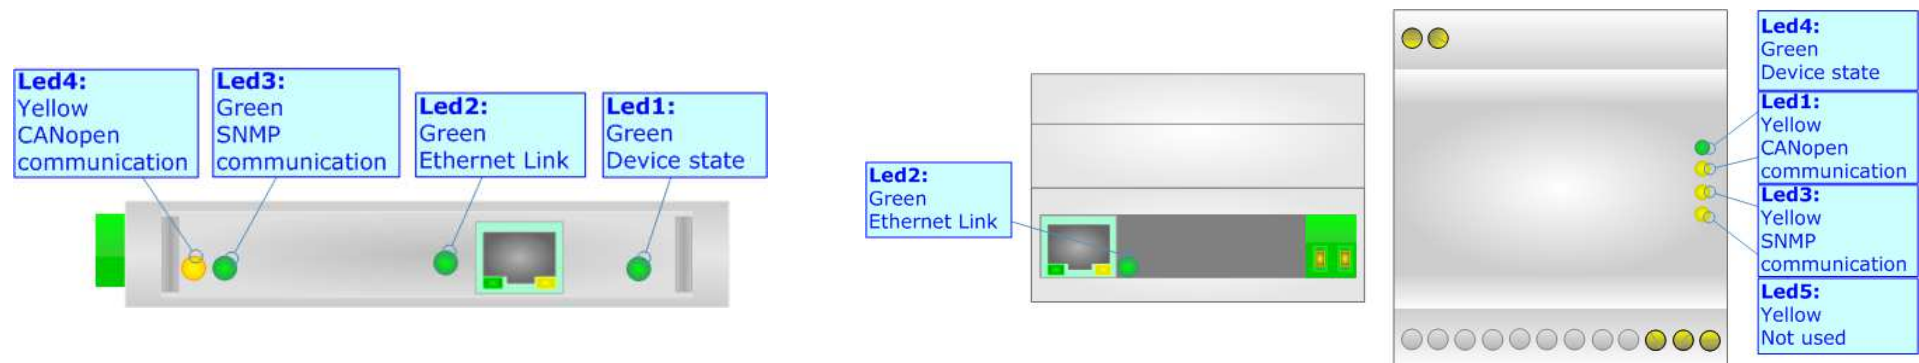 Led4:
Yellow
CANopen
communication
Led3:
Green
SNMP
communication
Led2:
Green
Ethernet Link
Led1:
Green
Device state
Led2:
Green
Ethernet Link
Led4:
Green
Device state
Led1:
Yellow
CANopen
communication
Led3:
Yellow
SNMP
communication
Led5:
Yellow
Not used